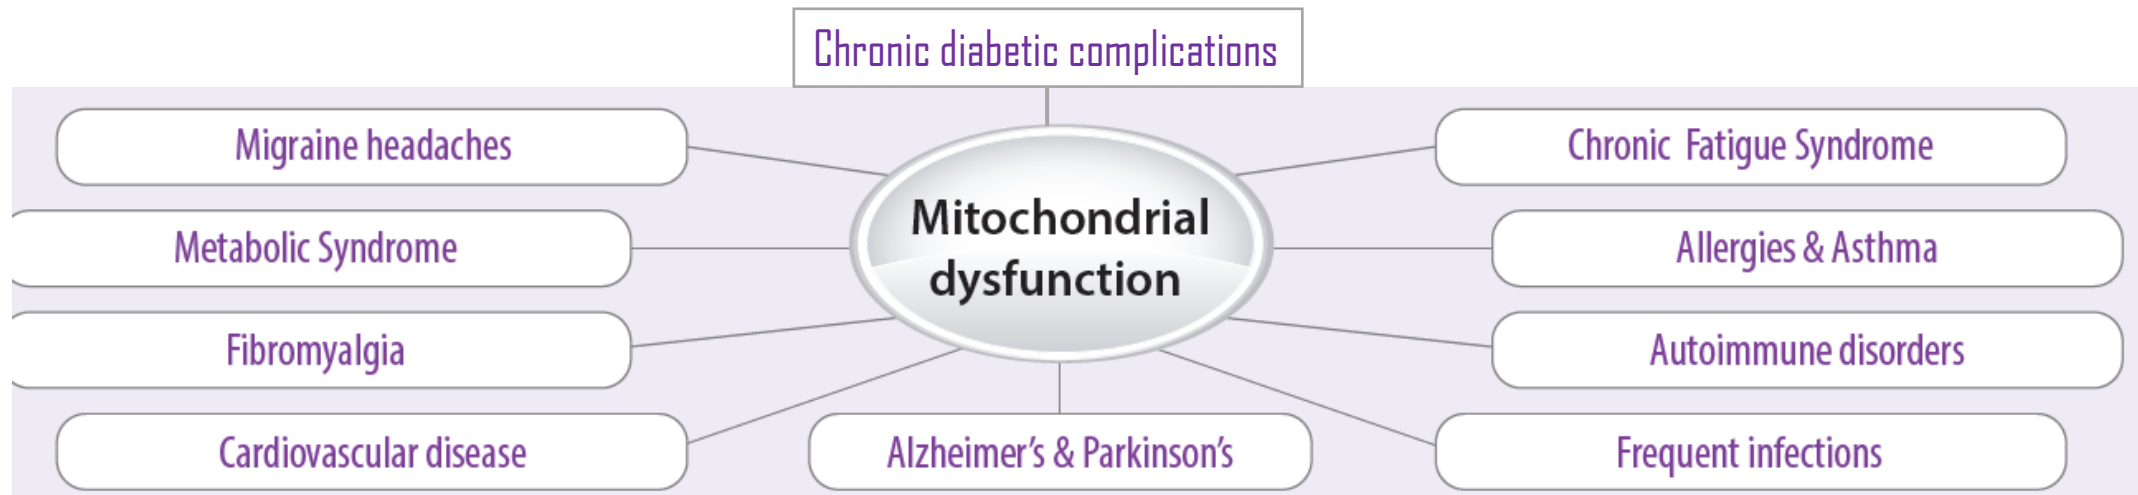 Chronic diabetic complications
Migraine headaches
Chronic Fatigue Syndrome
Mitochondrial
dysfunction
Metabolic Syndrome
Allergies & Asthma
Fibromyalgia
Autoimmune disorders
Cardiovascular disease
Alzheimer's & Parkinson's
Frequent infections